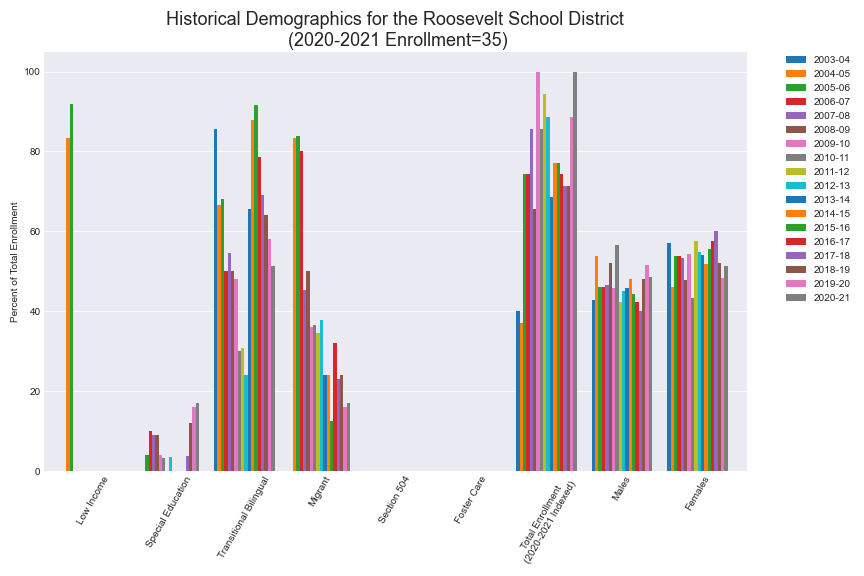 Historical Demographics for the Roosevelt School District
(2020-2021 Enrollment=35)
Percent of Total Enrollment
100
80
60
40
20
0
Low Income
Special Education
Transitional Bilingual
Migrant
Section 504
Foster Care
Total Enrollment
(2020-2021 Indexed)
Males
Females
2003-04
2004-05
2005-06
2006-07
2007-08
2008-09
2009-10
2010-11
2011-12
2012-13
2013-14
2014-15
2015-16
2016-17
2017-18
2018-19
2019-20
2020-21